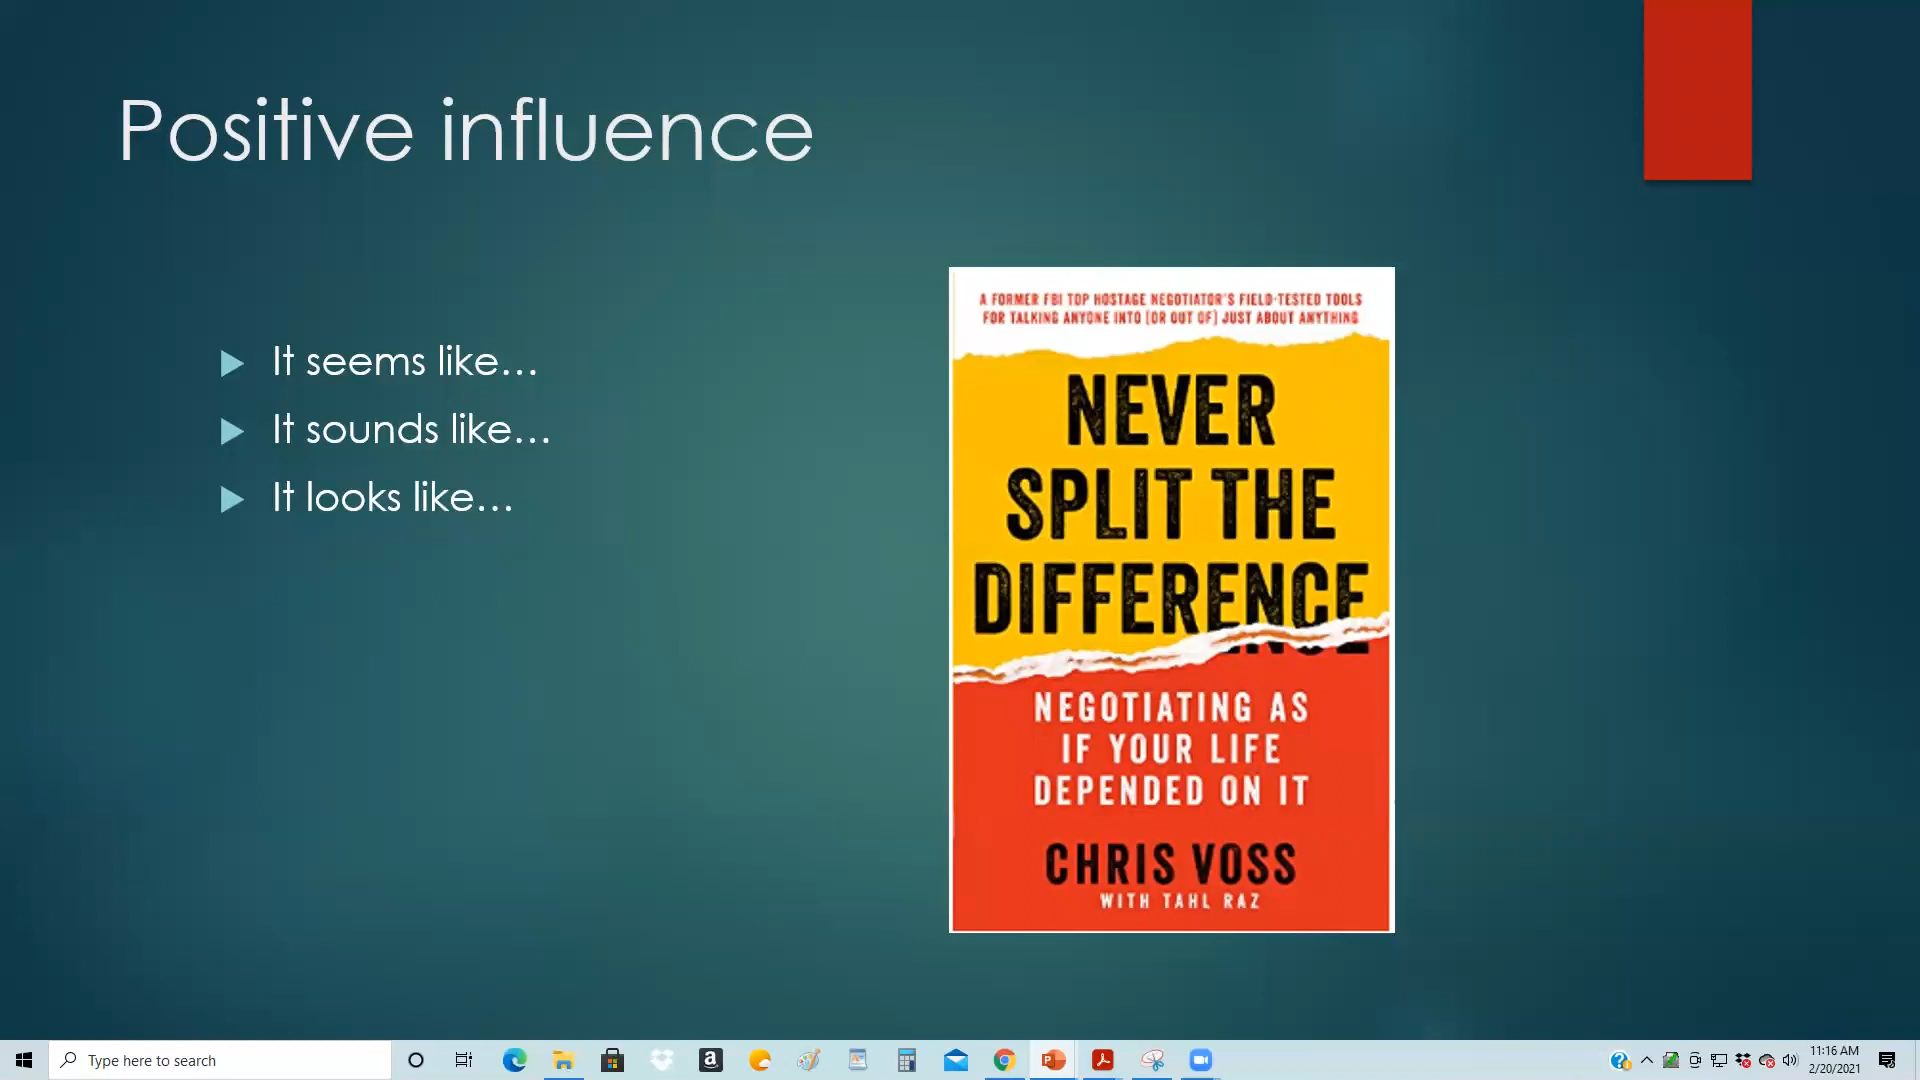 Positive influence
It seems like...
It sounds like...
It looks like...
A FORMER FBI TOP HOSTAGE NEGOTIATOR'S FIELD-TESTED TOOLS
FOR TALKING ANYONE INTO (OR OUT OF) JUST ABOUT ANYTHING
NEVER
SPLIT THE
DIFFERENCE
NEGOTIATING AS
IF YOUR LIFE
DEPENDED ON IT
CHRIS VOSS
WITH TAHL RAZ
Type here to search
11:16 AM
2/20/2021